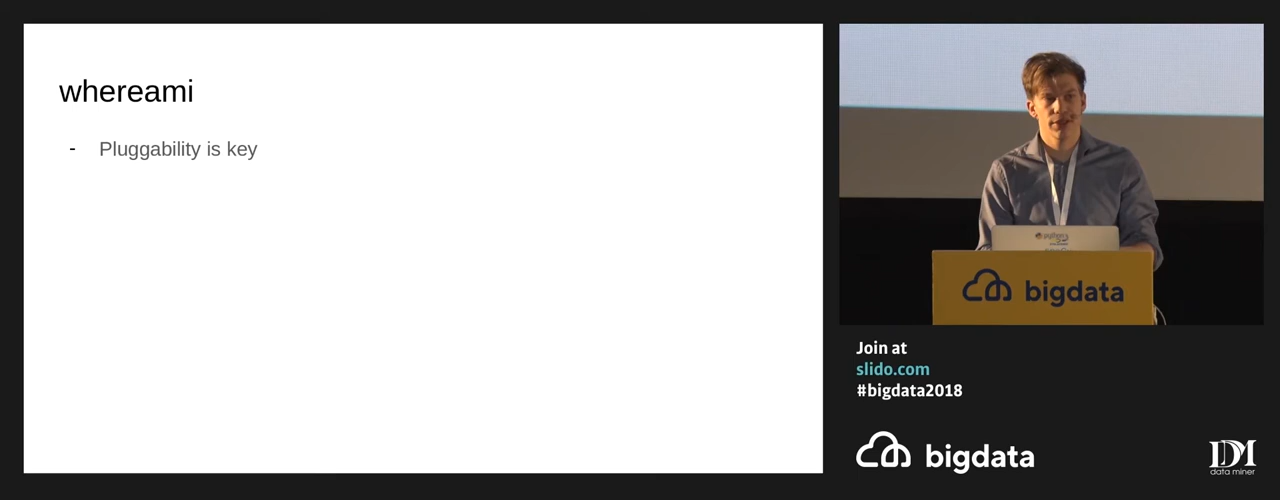 whereami
- Pluggability is key
bigdata
Join at
slido.com
#bigdata2018
bigdata
DM
data miner